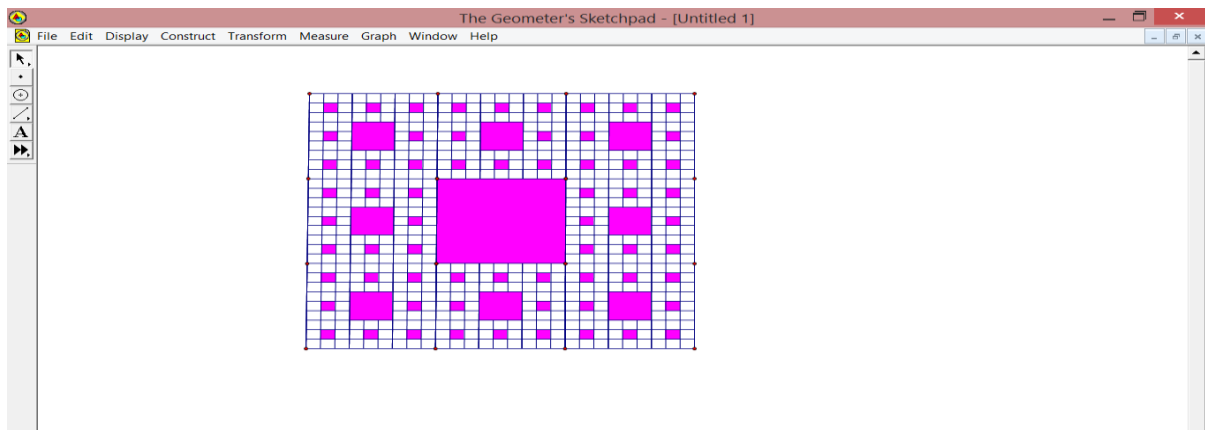 The Geometer's Sketchpad - [Untitled 1]
File Edit Display Construct Transform Measure Graph Window Help
A